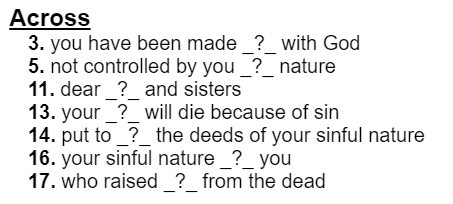 Across
3. you have been made _?_ with God
5. not controlled by you _?_ nature
11. dear _?_ and sisters
13. your _?_ will die because of sin
14. put to _?_ the deeds of your sinful nature
16. your sinful nature _?_ you
17. who raised _?_ from the dead